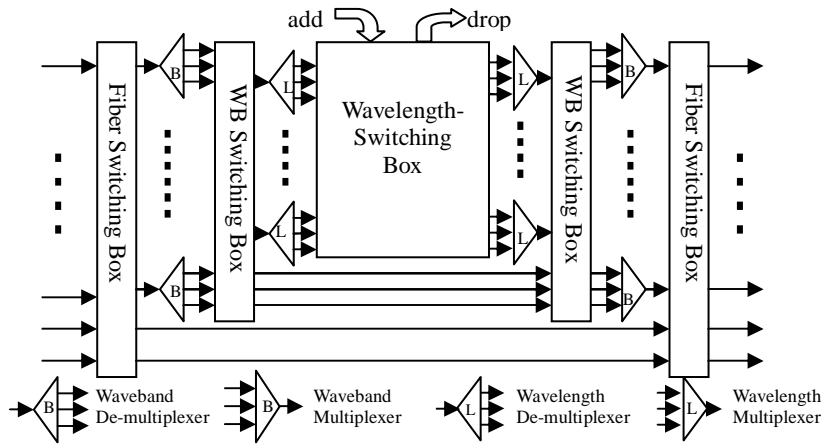 add
drop
Fiber Switching Box
B
WB Switching Box
L
Wavelength-
Switching
Box
L
WB Switching Box
B
Fiber Switching Box
L
L
B
B
B
Waveband
De-multiplexer
B
Waveband
Multiplexer
L
Wavelength
De-multiplexer
L
Wavelength
Multiplexer